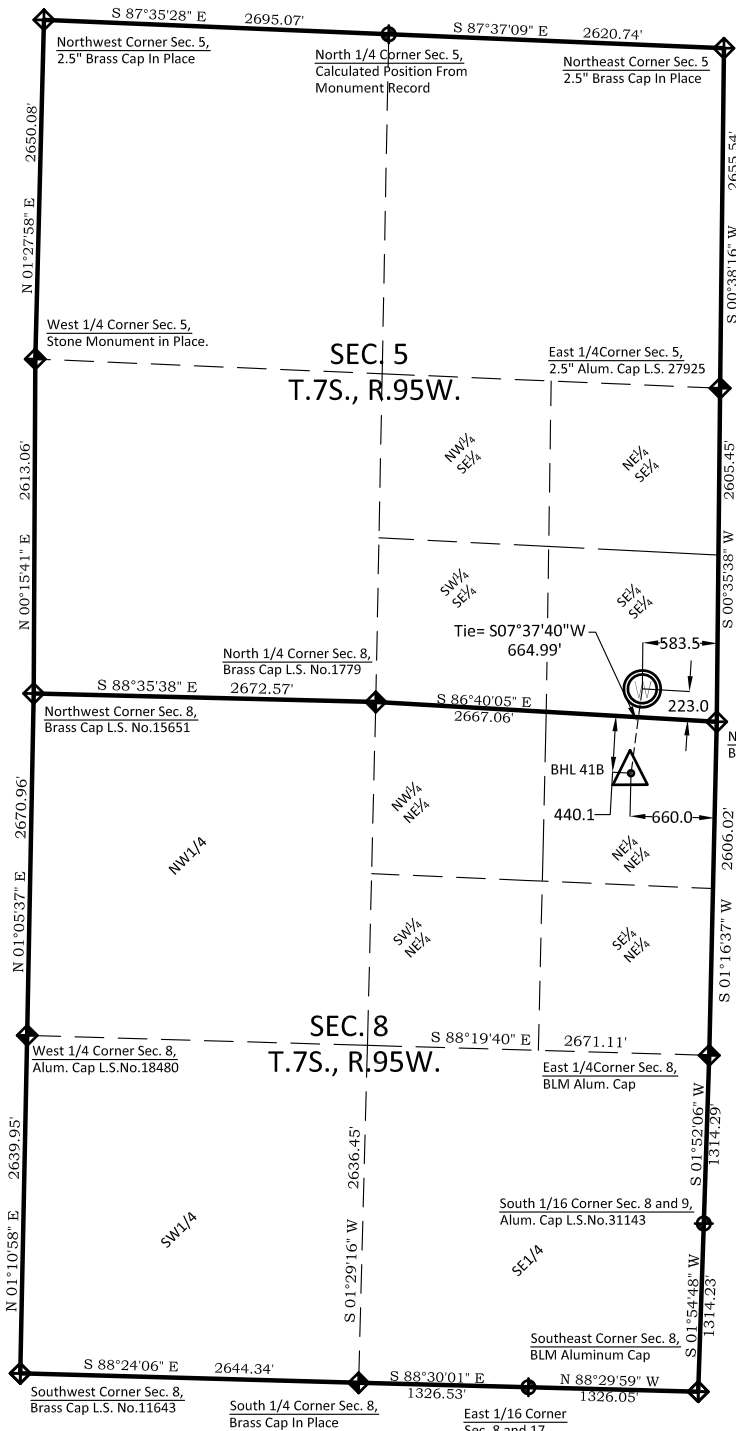 S 87°35'28" E 2695.07'
S 87°37'09" E 2620.74'
Northwest Corner Sec. 5,
2.5" Brass Cap In Place
North 1/4 Corner Sec. 5,
Calculated Position From
Monument Record
Northeast Corner Sec. 5
2.5" Brass Cap In Place
N 01°27'58" E 2650.08'
S 00°38'16" W 2655.54'
West 1/4 Corner Sec. 5,
Stone Monument in Place.
SEC. 5
T.7S., R.95W.
East 1/4Corner Sec. 5,
2.5" Alum. Cap L.S. 27925
NW¼
SE¼
NE¼
SE¼
N 00°15'41" E 2613.06'
S 00°35'38" W 2605.45'
SW¼
SE¼
SE¼
SE¼
Tie= S07°37'40"W
664.99'
583.5
223.0
North 1/4 Corner Sec. 8,
Brass Cap L.S. No.1779
S 88°35'38" E 2672.57'
S 86°40'05" E
2667.06'
Northwest Corner Sec. 8,
Brass Cap L.S. No.15651
N
B
BHL 41B
440.1
660.0
NW¼
NE¼
NE¼
NE¼
NW1/4
N 01°05'37" E 2670.96'
S 01°16'37" W 2606.02'
SW¼
NE¼
SE¼
NE¼
SEC. 8
T.7S., R.95W.
S 88°19'40" E 2671.11'
West 1/4 Corner Sec. 8,
Alum. Cap L.S.No.18480
East 1/4Corner Sec. 8,
BLM Alum. Cap
N 01°10'58" E 2639.95'
S 01°29'16" W 2636.45'
S 01°52'06" W
1314.29'
South 1/16 Corner Sec. 8 and 9,
Alum. Cap L.S.No.31143
SW1/4
SE1/4
S 01°54'48" W
1314.23'
Southeast Corner Sec. 8,
BLM Aluminum Cap
S 88°24'06" E 2644.34'
S 88°30'01" E
1326.53'
N 88°29'59" W
1326.05'
Southwest Corner Sec. 8,
Brass Cap L.S. No.11643
South 1/4 Corner Sec. 8,
Brass Cap In Place
East 1/16 Corner
Sec. 8 and 17